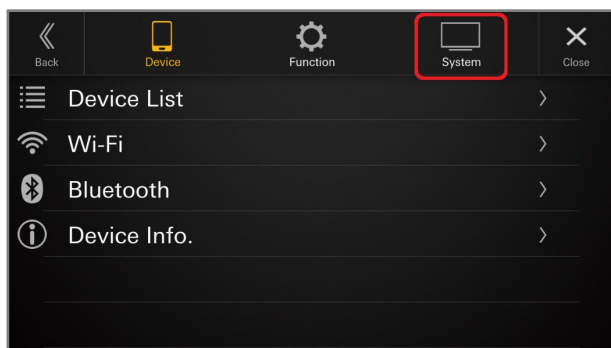 Back Device Function System Close
Device List
Wi-Fi
Bluetooth
Device Info.